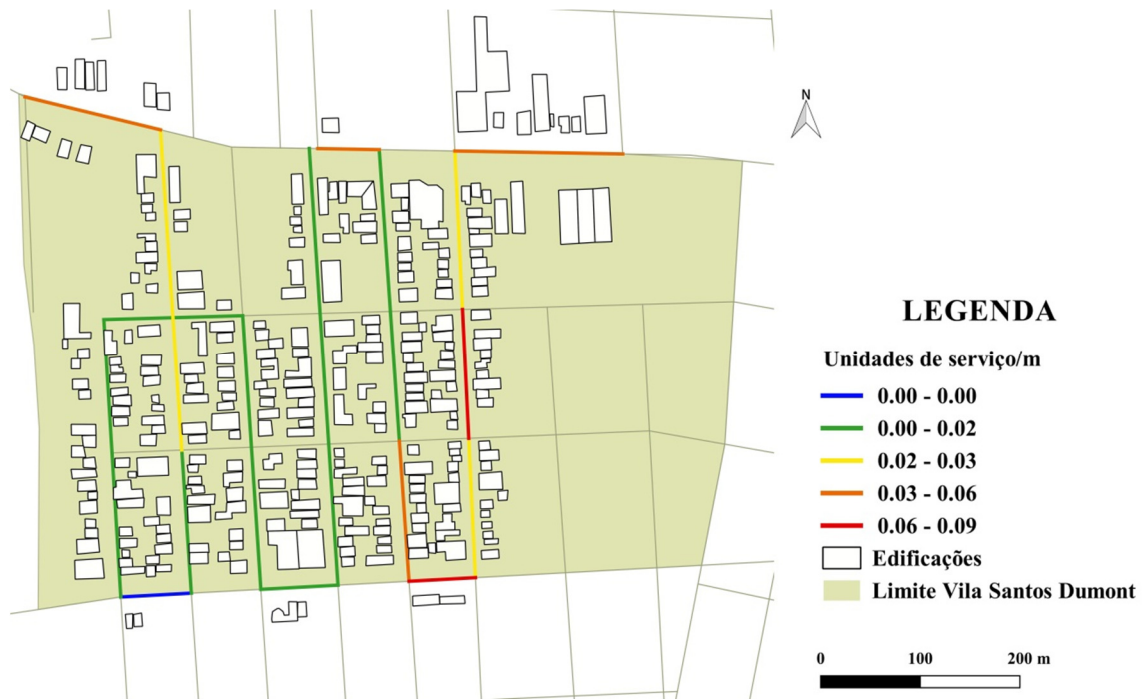 N
LEGENDA
Unidades de serviço/m
0.00 - 0.00
0.00 - 0.02
0.02 - 0.03
0.03 - 0.06
0.06 - 0.09
Edificações
Limite Vila Santos Dumont
0 100 200 m